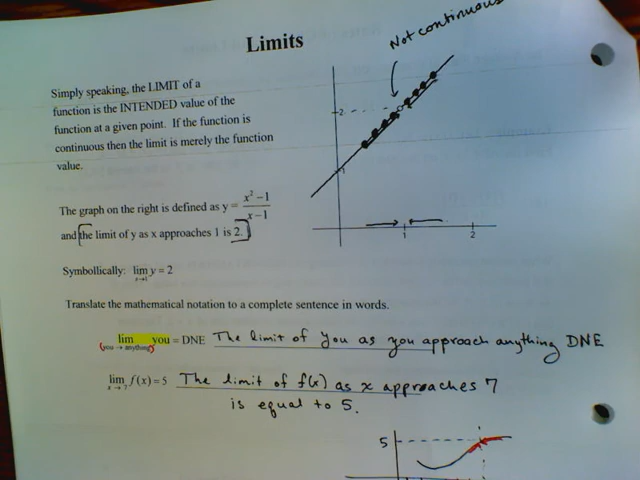 Limits
Not continuous
Simply speaking, the LIMIT of a
function is the INTENDED value of the
function at a given point. If the function is
continuous then the limit is merely the function
value.
2
1
The graph on the right is defined as y = x² − 1 / x − 1
and the limit of y as x approaches 1 is 2.
1 2
Symbollically: lim y = 2
x→1
Translate the mathematical notation to a complete sentence in words.
lim you = DNE The limit of you as you approach anything DNE
(you → anything)
lim f(x) = 5 The limit of f(x) as x approaches 7
x → 7
is equal to 5.
5